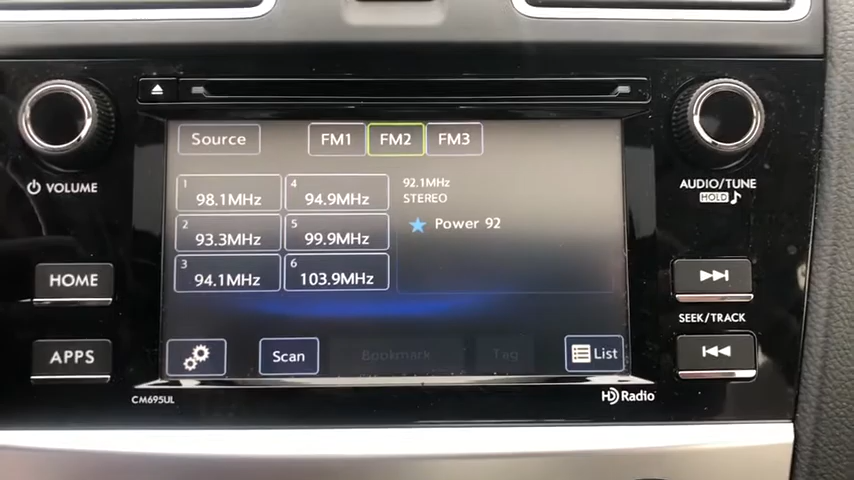 Source
FM1 FM2 FM3
VOLUME
AUDIO/TUNE
HOLD
1 98.1MHz
4 94.9MHz
92.1MHz
STEREO
2 93.3MHz
5 99.9MHz
Power 92
3 94.1MHz
6 103.9MHz
HOME
SEEK/TRACK
APPS
Scan
Bookmark
Tag
List
CM695UL
HD Radio